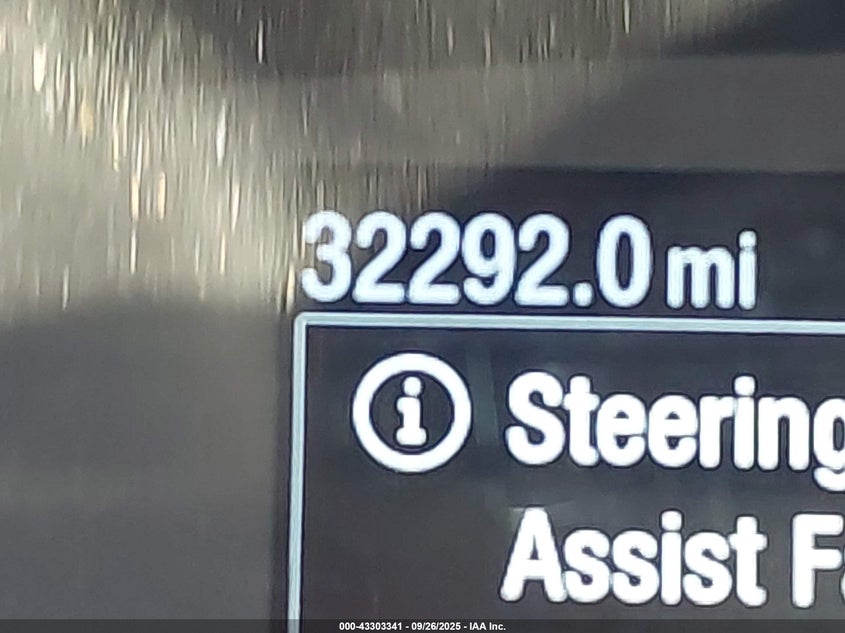 32292.0 mi
Steering
Assist
000-43303341 - 09/26/2025 - IAA Inc.